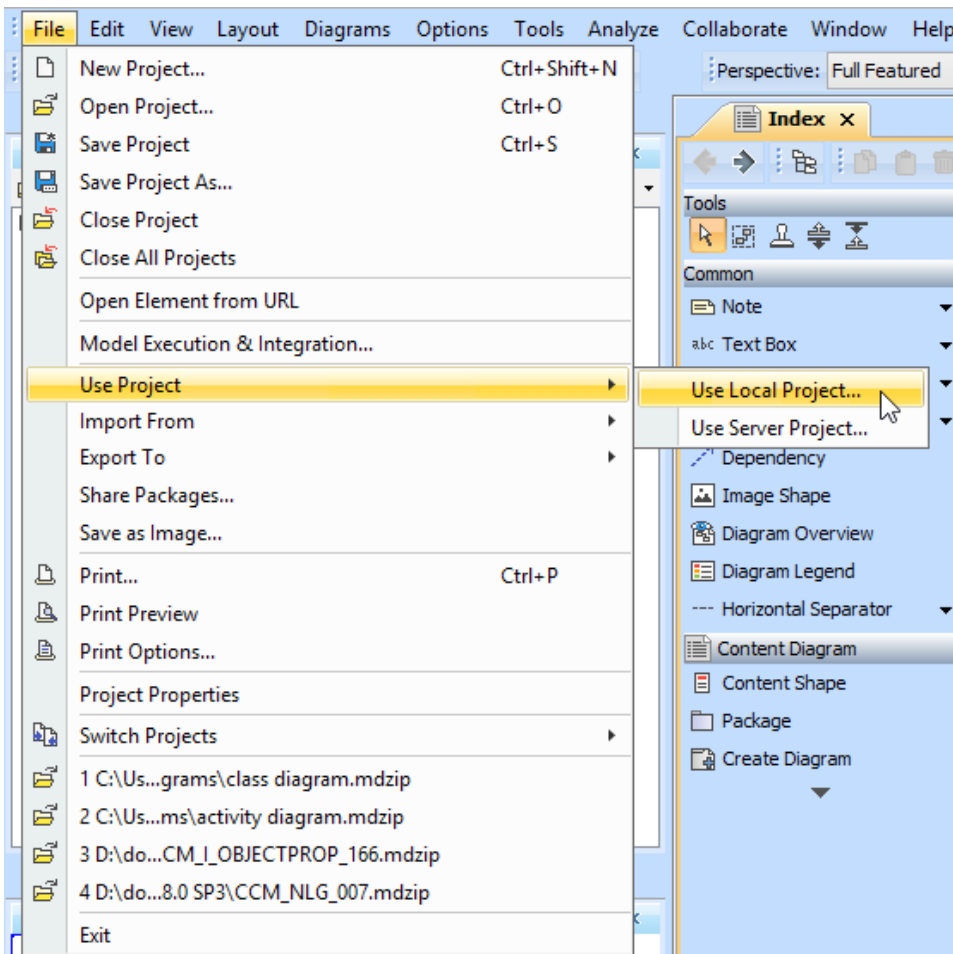 File Edit View Layout Diagrams Options Tools Analyze Collaborate Window Help
New Project... Ctrl+Shift+N
Open Project... Ctrl+O
Save Project Ctrl+S
Save Project As...
Close Project
Close All Projects
Open Element from URL
Model Execution & Integration...
Use Project
Import From
Export To
Share Packages...
Save as Image...
Print... Ctrl+P
Print Preview
Print Options...
Project Properties
Switch Projects
1 C:\Us...grams\class diagram.mdzip
2 C:\Us...ms\activity diagram.mdzip
3 D:\do...CM_I_OBJECTPROP_166.mdzip
4 D:\do...8.0 SP3\CCM_NLG_007.mdzip
Exit
Use Local Project...
Use Server Project...
Perspective: Full Featured
Index
Tools
Common
Note
abc Text Box
Dependency
Image Shape
Diagram Overview
Diagram Legend
Horizontal Separator
Content Diagram
Content Shape
Package
Create Diagram